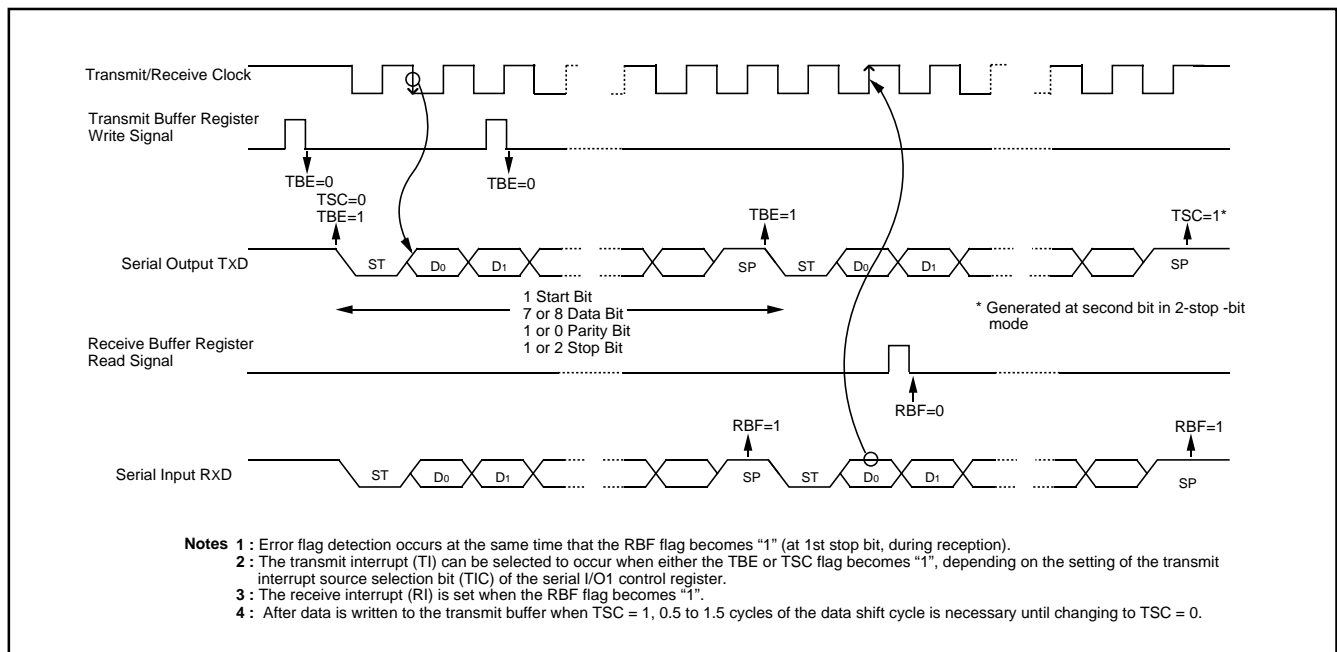 Transmit/Receive Clock
Transmit Buffer Register
Write Signal
TBE=0
TSC=0
TBE=1
TBE=0
TBE=1
TSC=1*
Serial Output TXD
ST
D0
D1
SP
ST
D0
D1
SP
1 Start Bit
7 or 8 Data Bit
1 or 0 Parity Bit
1 or 2 Stop Bit
* Generated at second bit in 2-stop -bit
mode
Receive Buffer Register
Read Signal
RBF=0
RBF=1
RBF=1
Serial Input RXD
ST
D0
D1
SP
ST
D0
D1
SP
Notes 1 : Error flag detection occurs at the same time that the RBF flag becomes “1” (at 1st stop bit, during reception).
2 : The transmit interrupt (TI) can be selected to occur when either the TBE or TSC flag becomes “1”, depending on the setting of the transmit
interrupt source selection bit (TIC) of the serial I/O1 control register.
3 : The receive interrupt (RI) is set when the RBF flag becomes “1”.
4 : After data is written to the transmit buffer when TSC = 1, 0.5 to 1.5 cycles of the data shift cycle is necessary until changing to TSC = 0.